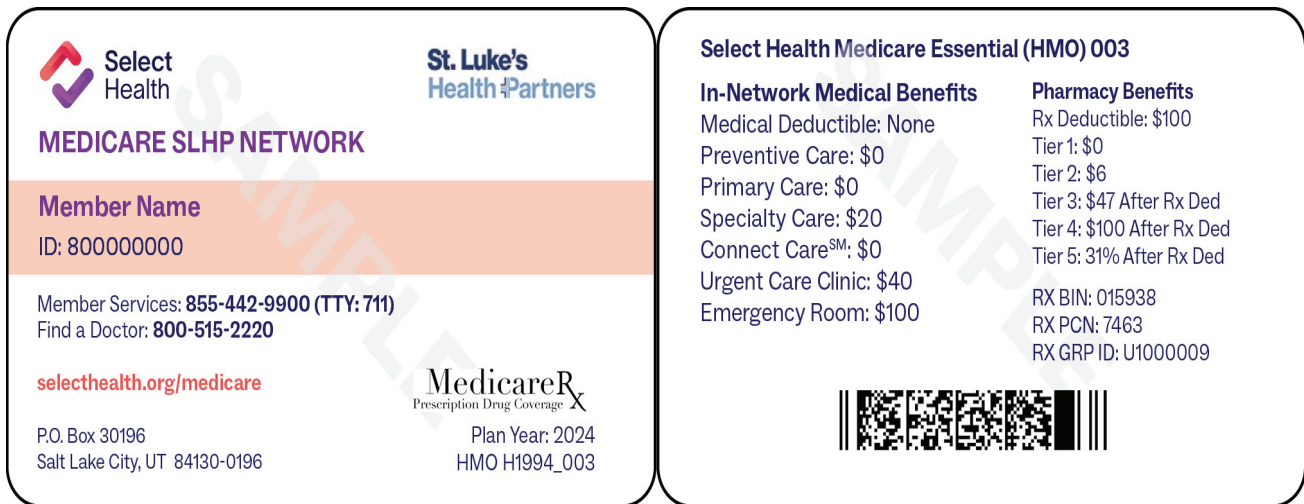 Select
Health
St. Luke's
Health Partners
MEDICARE SLHP NETWORK
Member Name
ID: 800000000
Member Services: 855-442-9900 (TTY: 711)
Find a Doctor: 800-515-2220
selecthealth.org/medicare
MedicareRx
Prescription Drug Coverage
P.O. Box 30196
Salt Lake City, UT 84130-0196
Plan Year: 2024
HMO H1994_003
SAMPLE
Select Health Medicare Essential (HMO) 003
In-Network Medical Benefits
Medical Deductible: None
Preventive Care: $0
Primary Care: $0
Specialty Care: $20
Connect Care℠: $0
Urgent Care Clinic: $40
Emergency Room: $100
Pharmacy Benefits
Rx Deductible: $100
Tier 1: $0
Tier 2: $6
Tier 3: $47 After Rx Ded
Tier 4: $100 After Rx Ded
Tier 5: 31% After Rx Ded
RX BIN: 015938
RX PCN: 7463
RX GRP ID: U1000009
SAMPLE